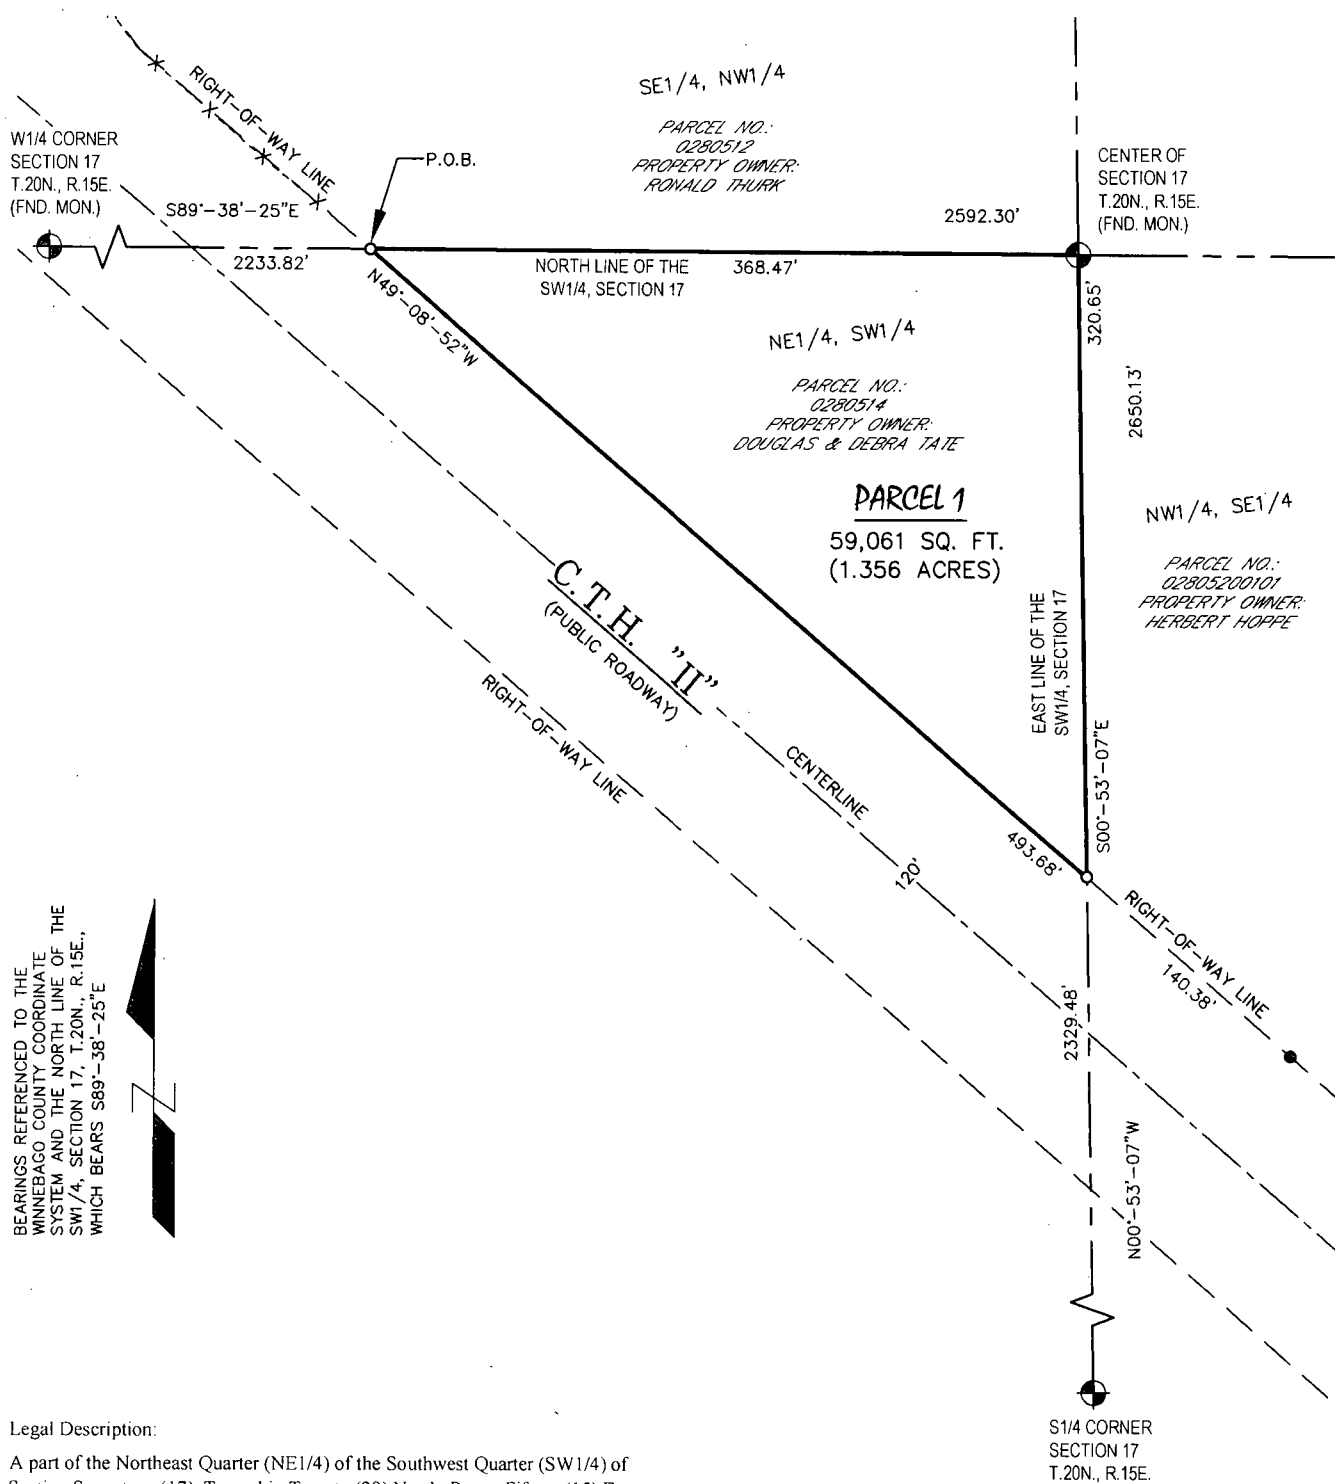 SE1/4, NW1/4
PARCEL NO.:
0280512
PROPERTY OWNER:
RONALD THURK
RIGHT-OF-WAY LINE
W1/4 CORNER
SECTION 17
T.20N., R.15E.
(FND. MON.)
P.O.B.
CENTER OF
SECTION 17
T.20N., R.15E.
(FND. MON.)
S89°-38'-25"E
2592.30'
2233.82'
NORTH LINE OF THE
SW1/4, SECTION 17
368.47'
N49°-08'-52"W
320.65'
2650.13'
NE1/4, SW1/4
PARCEL NO.:
0280514
PROPERTY OWNER:
DOUGLAS & DEBRA TATE
PARCEL 1
59,061 SQ. FT.
(1.356 ACRES)
NW1/4, SE1/4
PARCEL NO.:
02805200101
PROPERTY OWNER:
HERBERT HOPPE
EAST LINE OF THE
SW1/4, SECTION 17
C.T.H. "II"
(PUBLIC ROADWAY)
RIGHT-OF-WAY LINE
CENTERLINE
S00°-53'-07"E
493.68'
120'
RIGHT-OF-WAY LINE
140.38'
2329.48'
N00°-53'-07"W
BEARINGS REFERENCED TO THE
WINNEBAGO COUNTY COORDINATE
SYSTEM AND THE NORTH LINE OF THE
SW1/4, SECTION 17, T.20N., R.15E.,
WHICH BEARS S89°-38'-25"E
S1/4 CORNER
SECTION 17
T.20N., R.15E.
Legal Description:
A part of the Northeast Quarter (NE1/4) of the Southwest Quarter (SW1/4) of